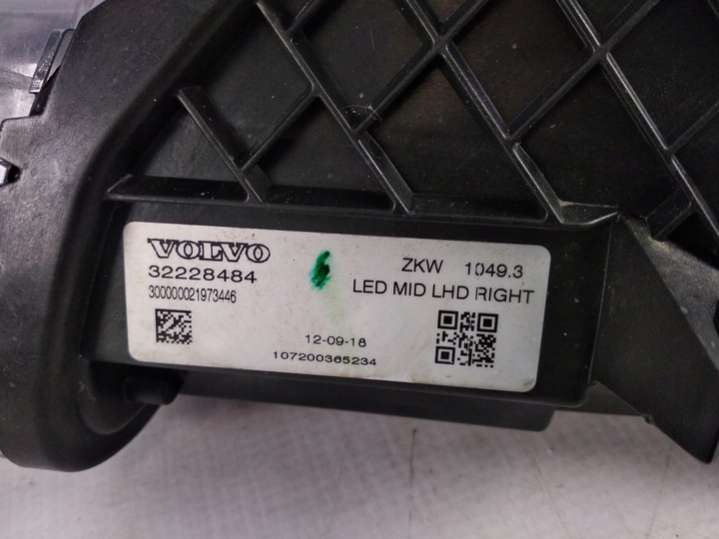 VOLVO
32228484
300000021973446
ZKW 1049.3
LED MID LHD RIGHT
12-09-18
107200365234